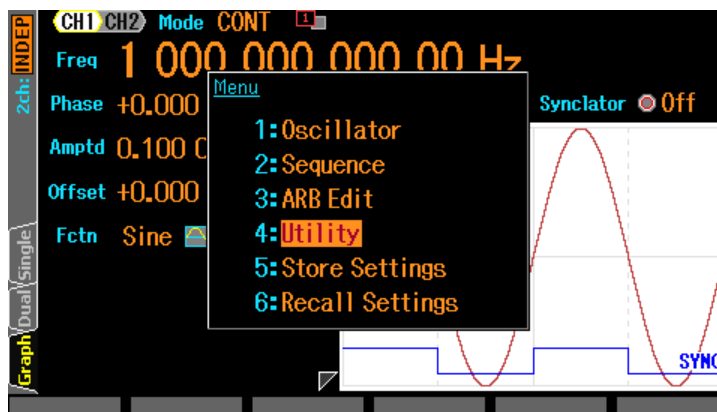 CH1 CH2 Mode CONT 1
Freq 1 000 000 000.00 Hz
Menu
Phase +0.000
Synclator Off
1:Oscillator
Amptd 0.100 0
2:Sequence
3:ARB Edit
Offset +0.000
4:Utility
Fctn Sine
5:Store Settings
6:Recall Settings
SYNC
2ch: INDEP
Single
Dual
Graph